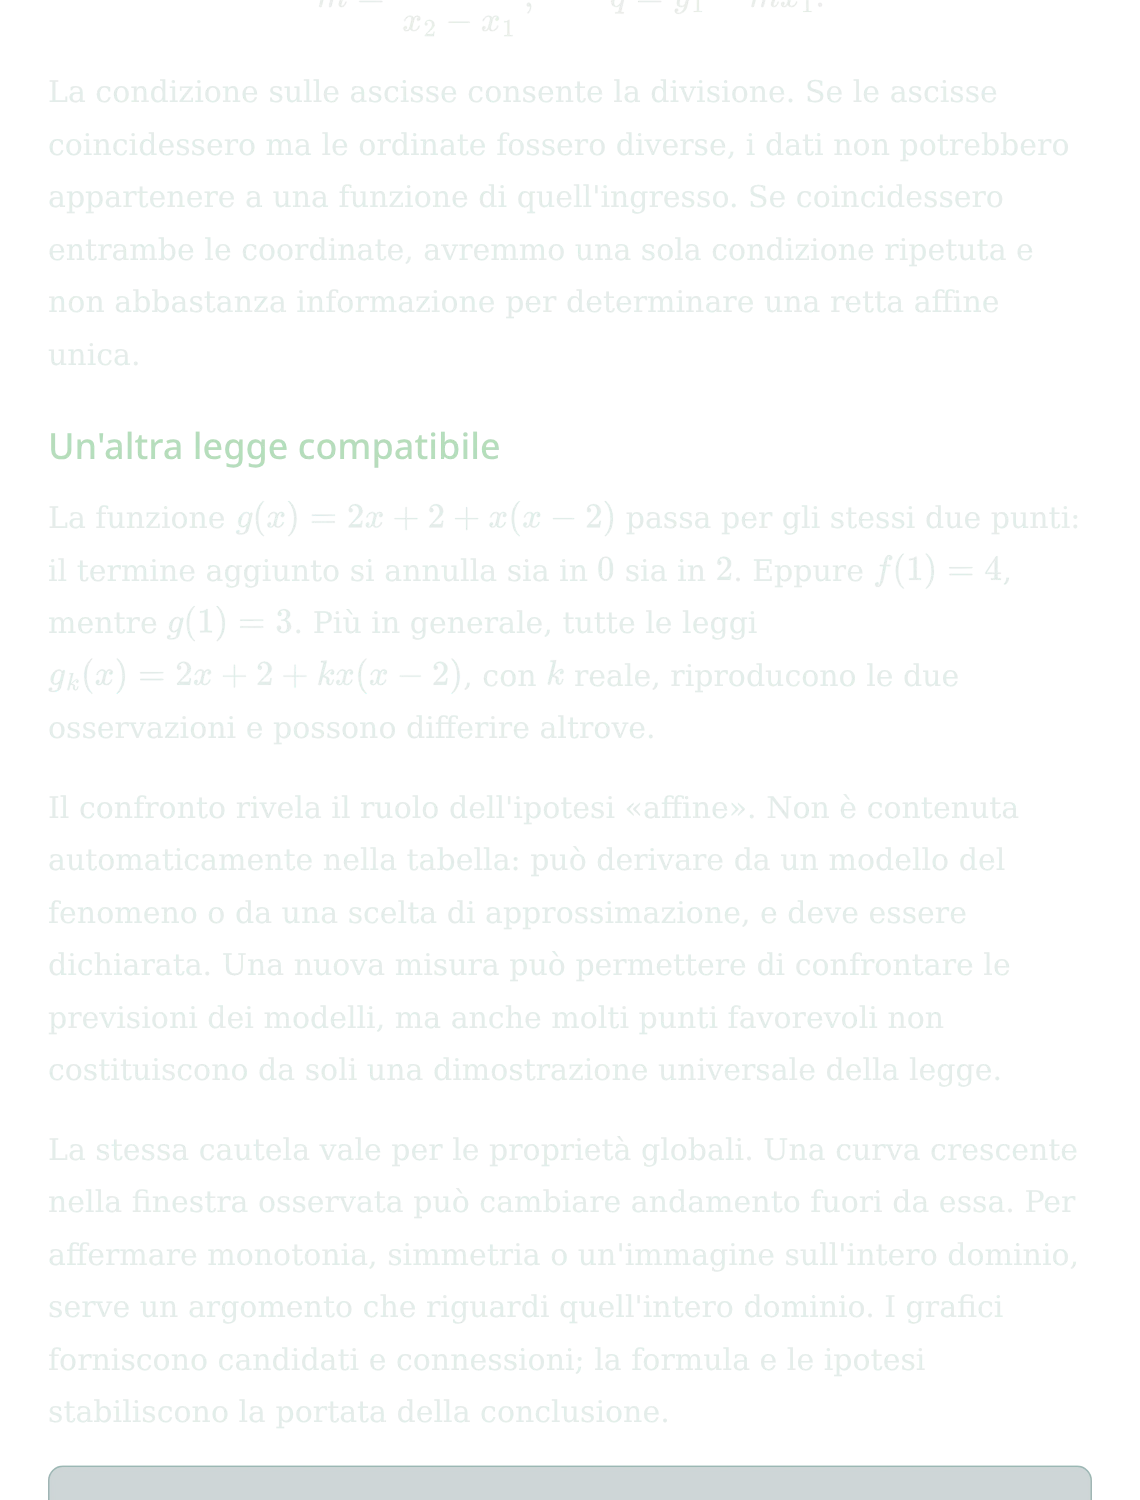 x₂ − x₁
La condizione sulle ascisse consente la divisione. Se le ascisse
coincidessero ma le ordinate fossero diverse, i dati non potrebbero
appartenere a una funzione di quell'ingresso. Se coincidessero
entrambe le coordinate, avremmo una sola condizione ripetuta e
non abbastanza informazione per determinare una retta affine
unica.
Un'altra legge compatibile
La funzione g(x) = 2x + 2 + x(x − 2) passa per gli stessi due punti:
il termine aggiunto si annulla sia in 0 sia in 2. Eppure f(1) = 4,
mentre g(1) = 3. Più in generale, tutte le leggi
gₖ(x) = 2x + 2 + kx(x − 2), con k reale, riproducono le due
osservazioni e possono differire altrove.
Il confronto rivela il ruolo dell'ipotesi «affine». Non è contenuta
automaticamente nella tabella: può derivare da un modello del
fenomeno o da una scelta di approssimazione, e deve essere
dichiarata. Una nuova misura può permettere di confrontare le
previsioni dei modelli, ma anche molti punti favorevoli non
costituiscono da soli una dimostrazione universale della legge.
La stessa cautela vale per le proprietà globali. Una curva crescente
nella finestra osservata può cambiare andamento fuori da essa. Per
affermare monotonia, simmetria o un'immagine sull'intero dominio,
serve un argomento che riguardi quell'intero dominio. I grafici
forniscono candidati e connessioni; la formula e le ipotesi
stabiliscono la portata della conclusione.